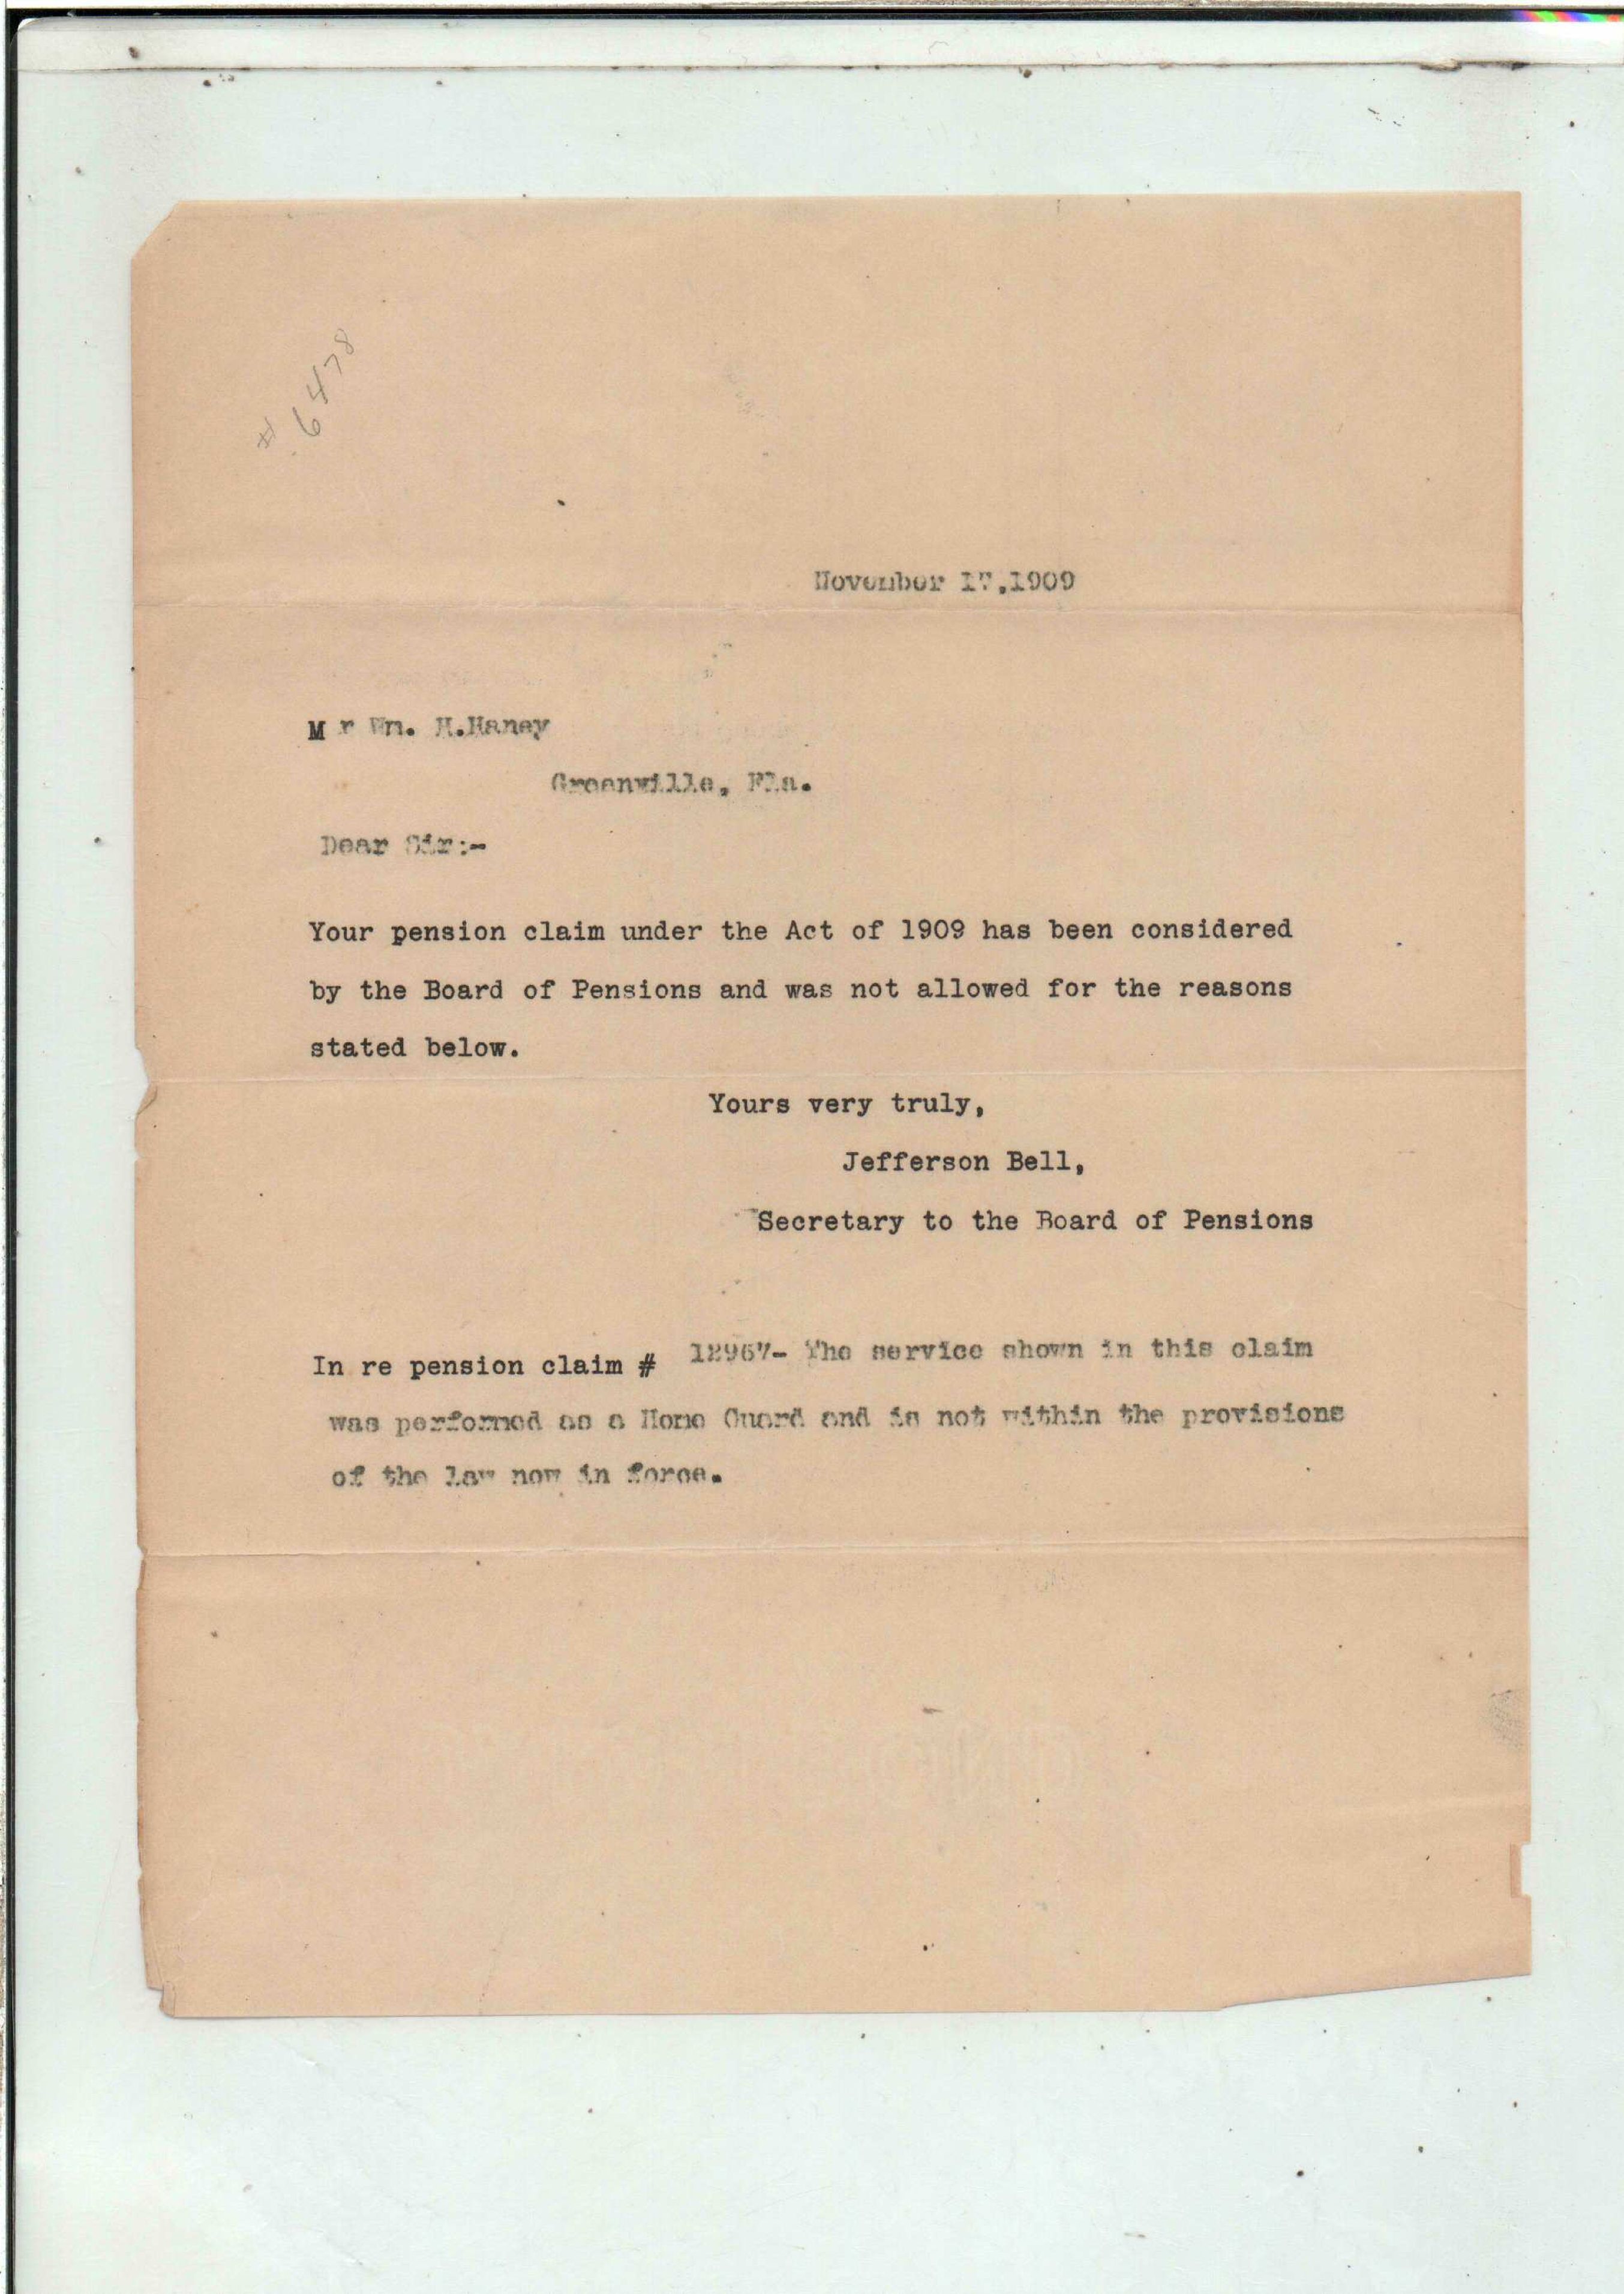 # 6478
November 17,1909
Mr Wm. H.Haney
Greenville, Fla.
Dear Sir:-
Your pension claim under the Act of 1909 has been considered
by the Board of Pensions and was not allowed for the reasons
stated below.
Yours very truly,
Jefferson Bell,
Secretary to the Board of Pensions
In re pension claim # 12967- The service shown in this claim
was performed as a Home Guard and is not within the provisions
of the law now in force.